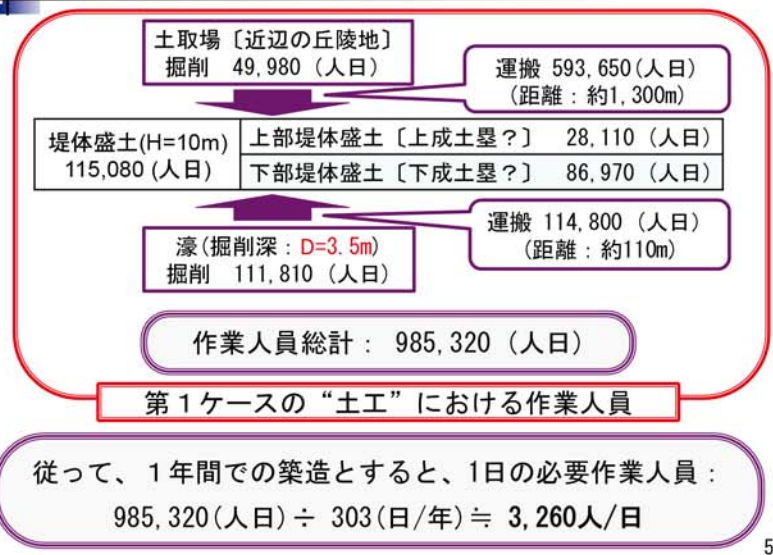 土取場〔近辺の丘陵地〕
掘削 49,980（人日）
運搬 593,650(人日)
(距離：約1,300m)
堤体盛土(H=10m)
115,080 (人日)
上部堤体盛土〔上成土塁？〕 28,110（人日）
下部堤体盛土〔下成土塁？〕 86,970（人日）
運搬 114,800（人日）
(距離：約110m)
濠(掘削深：D=3.5m)
掘削 111,810（人日）
作業人員総計： 985,320（人日）
第１ケースの“土工”における作業人員
従って、１年間での築造とすると、1日の必要作業人員：
985,320(人日) ÷ 303(日/年) ≒ 3,260人/日
5